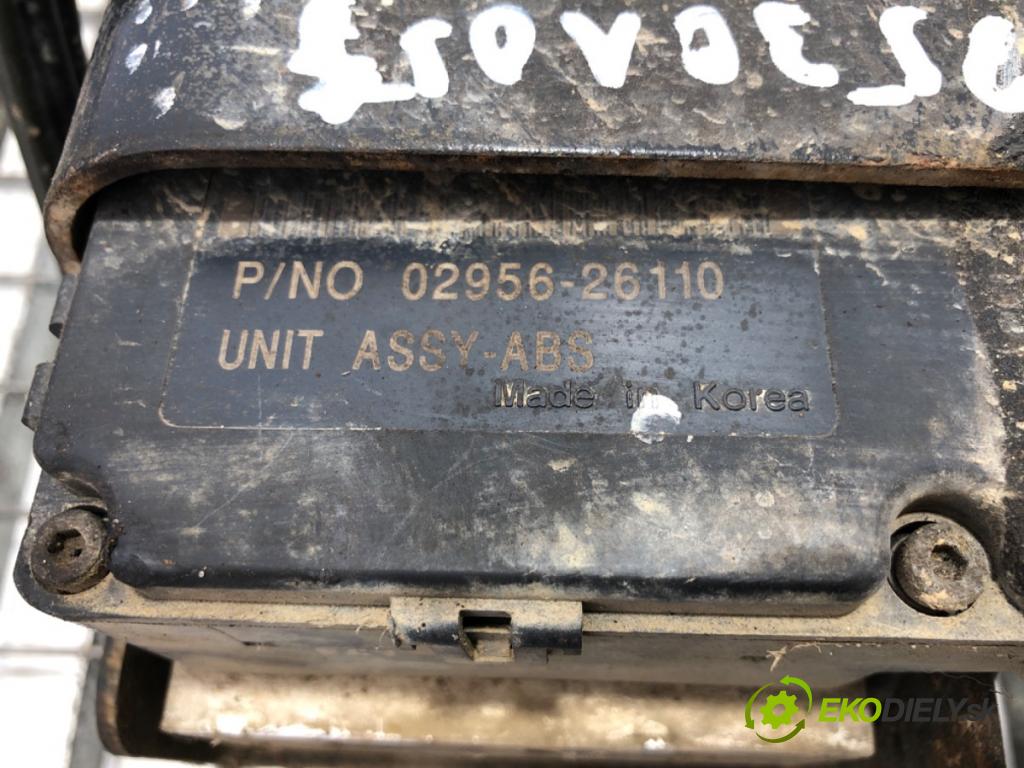 P/NO 02956-26110
UNIT ASSY-ABS
Made in Korea
EKODIELY.sk